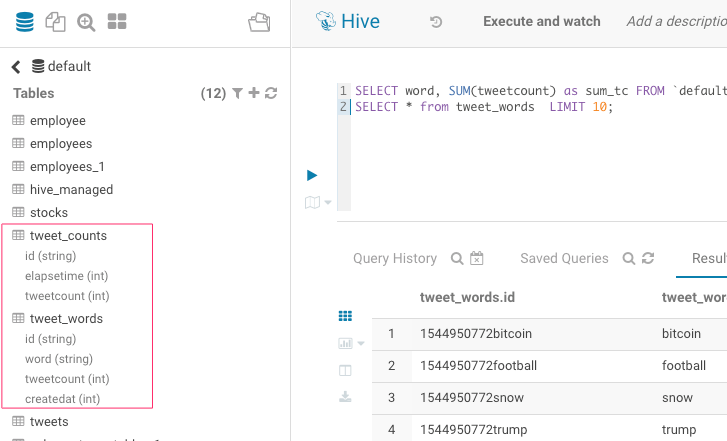 Hive
Execute and watch
Add a description
default
Tables
(12)
employee
employees
employees_1
hive_managed
stocks
tweet_counts
id (string)
elapsetime (int)
tweetcount (int)
tweet_words
id (string)
word (string)
tweetcount (int)
createdat (int)
tweets
1 SELECT word, SUM(tweetcount) as sum_tc FROM `default
2 SELECT * from tweet_words LIMIT 10;
Query History
Saved Queries
Resul
tweet_words.id
tweet_wor
1 1544950772bitcoin bitcoin
2 1544950772football football
3 1544950772snow snow
4 1544950772trump trump